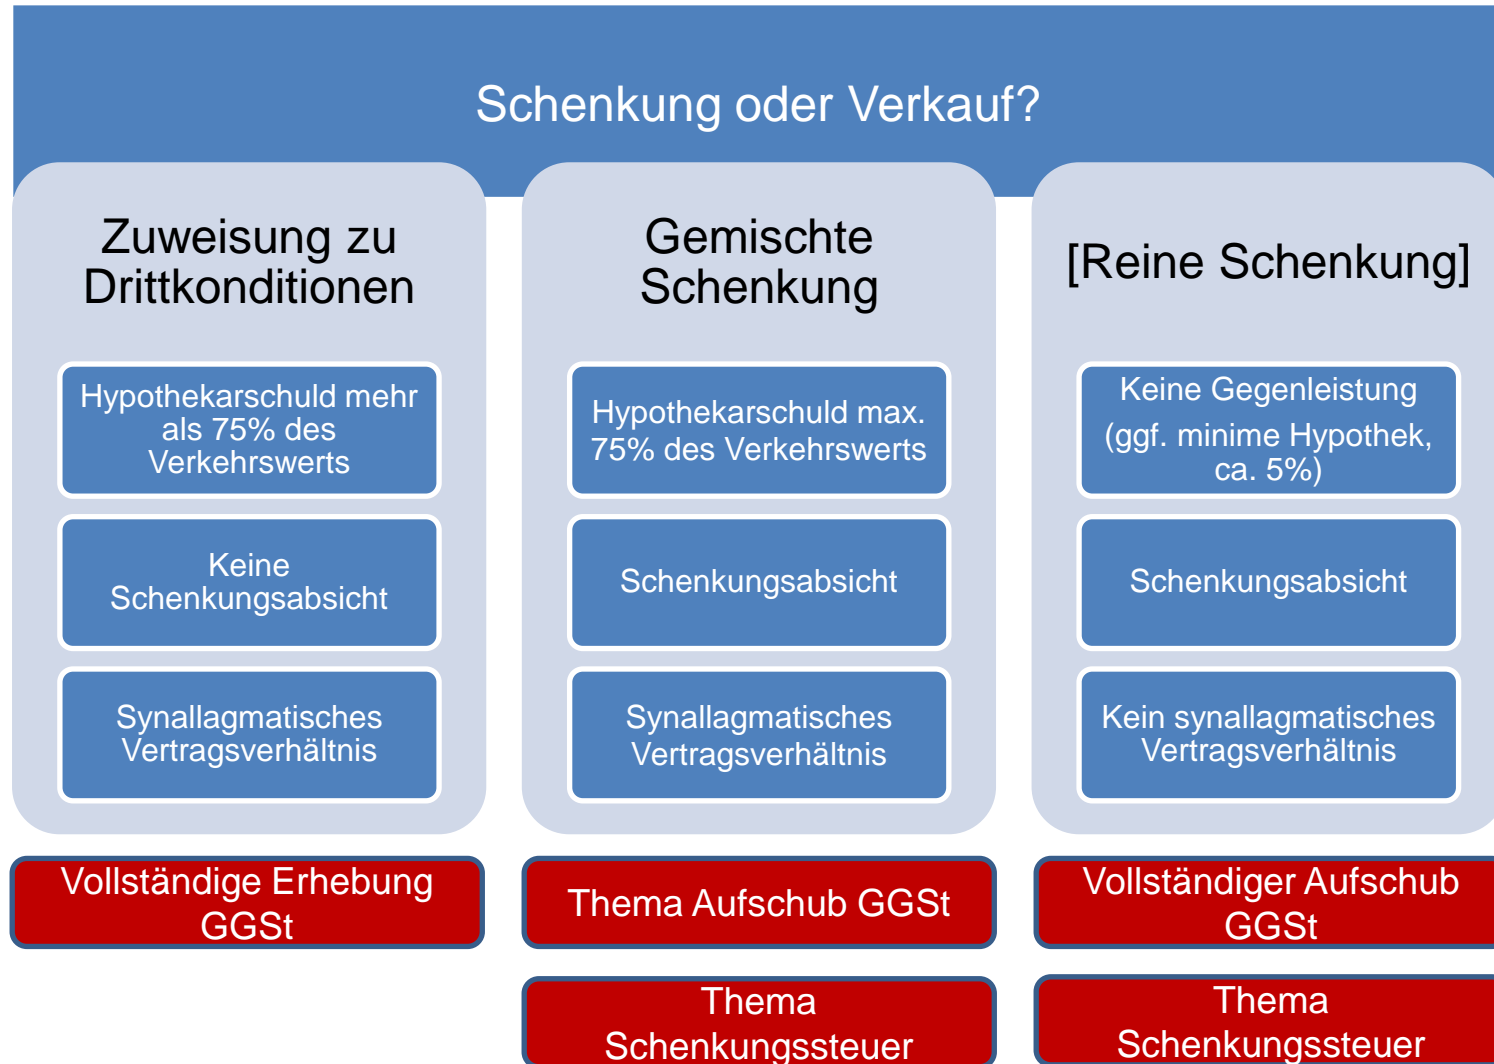 Schenkung oder Verkauf?
Zuweisung zu
Drittkonditionen
Hypothekarschuld mehr
als 75% des
Verkehrswerts
Keine
Schenkungsabsicht
Synallagmatisches
Vertragsverhältnis
Vollständige Erhebung
GGSt
Gemischte
Schenkung
Hypothekarschuld max.
75% des Verkehrswerts
Schenkungsabsicht
Synallagmatisches
Vertragsverhältnis
Thema Aufschub GGSt
Thema
Schenkungssteuer
[Reine Schenkung]
Keine Gegenleistung
(ggf. minime Hypothek,
ca. 5%)
Schenkungsabsicht
Kein synallagmatisches
Vertragsverhältnis
Vollständiger Aufschub
GGSt
Thema
Schenkungssteuer